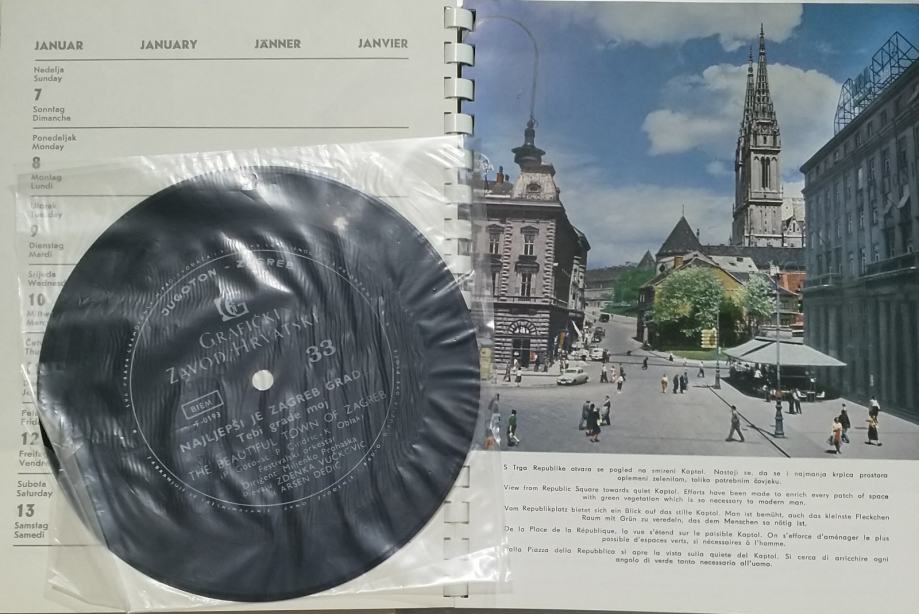 JANUAR JANUARY JÄNNER JANVIER
Nedelja
Sunday
7
Sonntag
Dimanche
Ponedeljak
Monday
8
Montag
Lundi
Utorak
Tuesday
9
Dienstag
Mardi
Srijeda
10
12
Subota
Saturday
13
Samstag
Samedi
JUGOTON - ZAGREB
GRAFIČKI
ZAVOD HRVATSKE
33
BIEM
NAJLJEPŠI JE ZAGREB GRAD
Tebi grade moj
THE BEAUTIFUL TOWN OF ZAGREB
Festivalski orkestar
Dirigent: Miljenko Prohaska
ZDENKA VUČKOVIĆ
ARSEN DEDIĆ
S Trga Republike otvara se pogled na smireni Kaptol. Nastoji se, da se i najmanja krpica prostora
oplemeni zelenilom, toliko potrebnim čovjeku.
View from Republic Square towards quiet Kaptol. Efforts have been made to enrich every patch of space
with green vegetation which is so necessary to modern man.
Vom Republikplatz bietet sich ein Blick auf das stille Kaptol. Man ist bemüht, auch das kleinste Fleckchen
Raum mit Grün zu veredeln, das dem Menschen so nötig ist.
De la Place de la République, la vue s'étend sur le paisible Kaptol. On s'efforce d'aménager le plus
possible d'espaces verts, si nécessaires à l'homme.
Piazza della Repubblica si apre la vista sulla quiete del Kaptol. Si cerca di arricchire ogni
angolo di verde tanto necessario all'uomo.